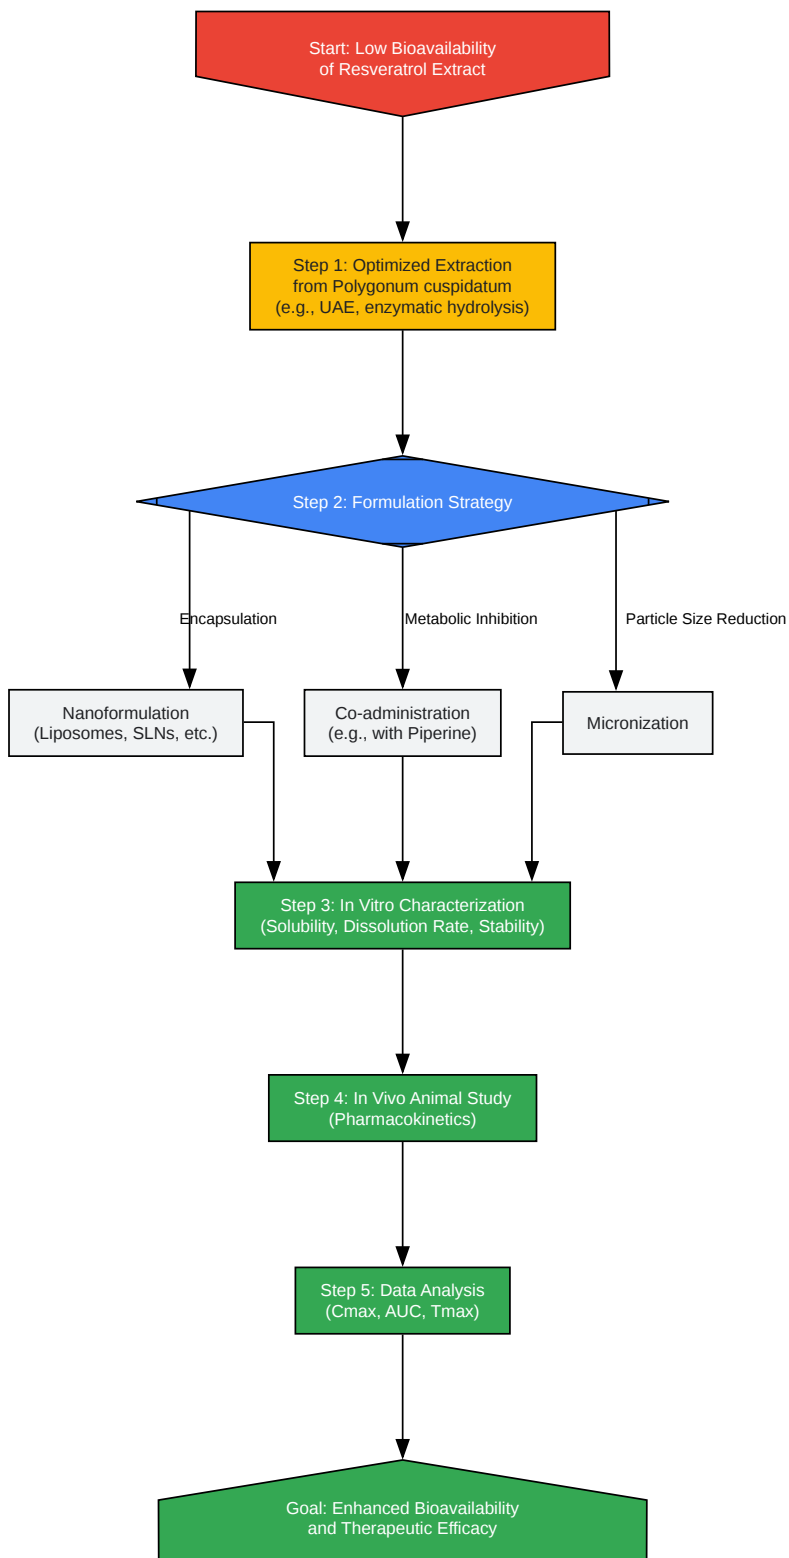 Start: Low Bioavailability
of Resveratrol Extract
Step 1: Optimized Extraction
from Polygonum cuspidatum
(e.g., UAE, enzymatic hydrolysis)
Step 2: Formulation Strategy
Encapsulation
Metabolic Inhibition
Particle Size Reduction
Nanoformulation
(Liposomes, SLNs, etc.)
Co-administration
(e.g., with Piperine)
Micronization
Step 3: In Vitro Characterization
(Solubility, Dissolution Rate, Stability)
Step 4: In Vivo Animal Study
(Pharmacokinetics)
Step 5: Data Analysis
(Cmax, AUC, Tmax)
Goal: Enhanced Bioavailability
and Therapeutic Efficacy